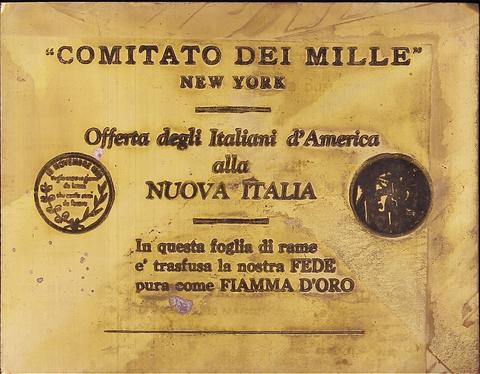 "COMITATO DEI MILLE"
NEW YORK
Offerta degli Italiani d'America
alla
NUOVA ITALIA
In questa foglia di rame
e' trasfusa la nostra FEDE
pura come FIAMMA D'ORO